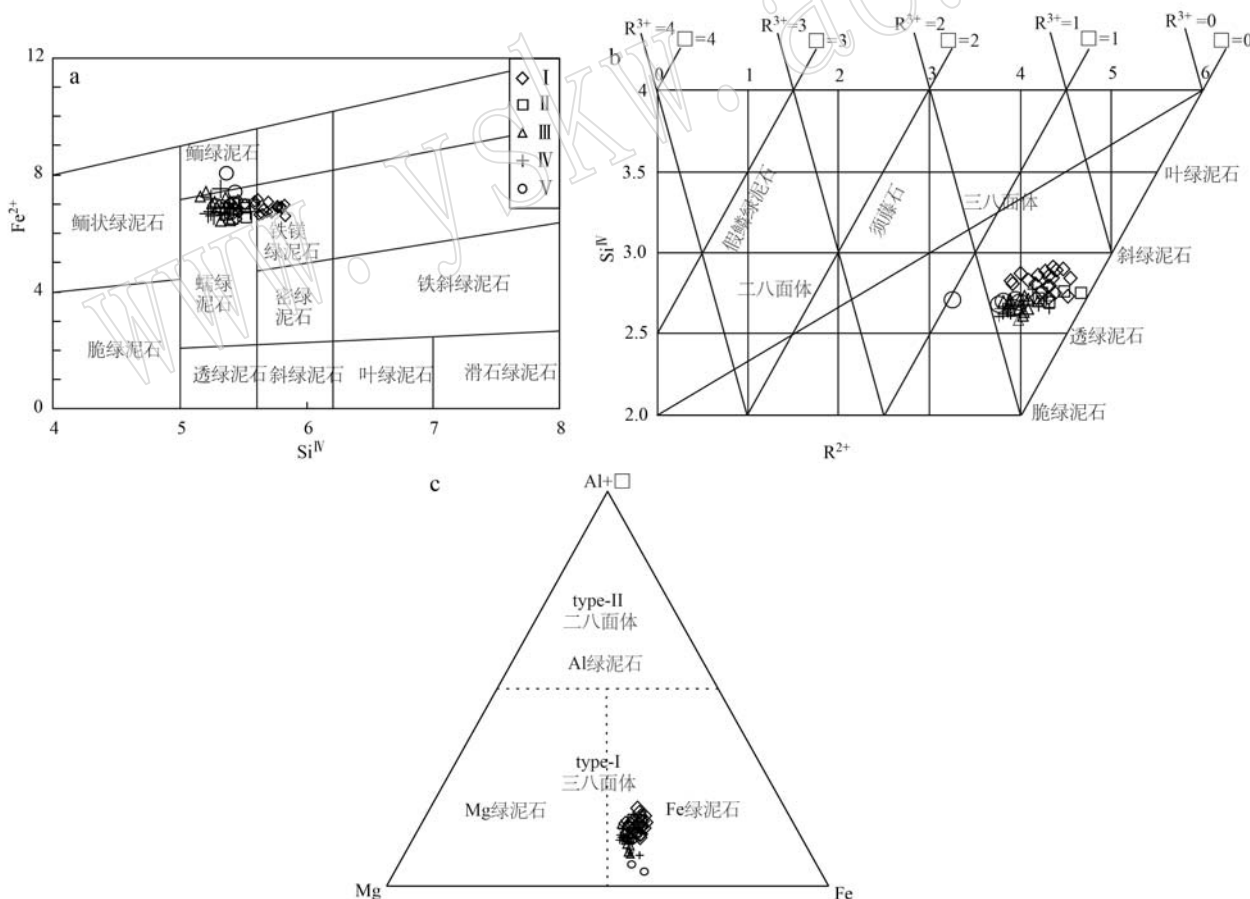 a
12
8
4
0
Fe²⁺
4
5
6
7
8
Siᴵⱽ
Ⅰ
Ⅱ
Ⅲ
Ⅳ
Ⅴ
鲕绿泥石
鲕状绿泥石
铁镁
绿泥石
蠕绿
泥石
密绿
泥石
铁斜绿泥石
脆绿泥石
透绿泥石
斜绿泥石
叶绿泥石
滑石绿泥石
b
R³⁺=4
□=4
R³⁺=3
□=3
R³⁺=2
□=2
R³⁺=1
□=1
R³⁺=0
□=0
0
1
2
3
4
5
6
4
3.5
3.0
2.5
2.0
Siᴵⱽ
R²⁺
假鳞绿泥石
须藤石
三八面体
二八面体
叶绿泥石
斜绿泥石
透绿泥石
脆绿泥石
c
Al+□
type-II
二八面体
Al绿泥石
type-I
三八面体
Mg绿泥石
Fe绿泥石
Mg
Fe